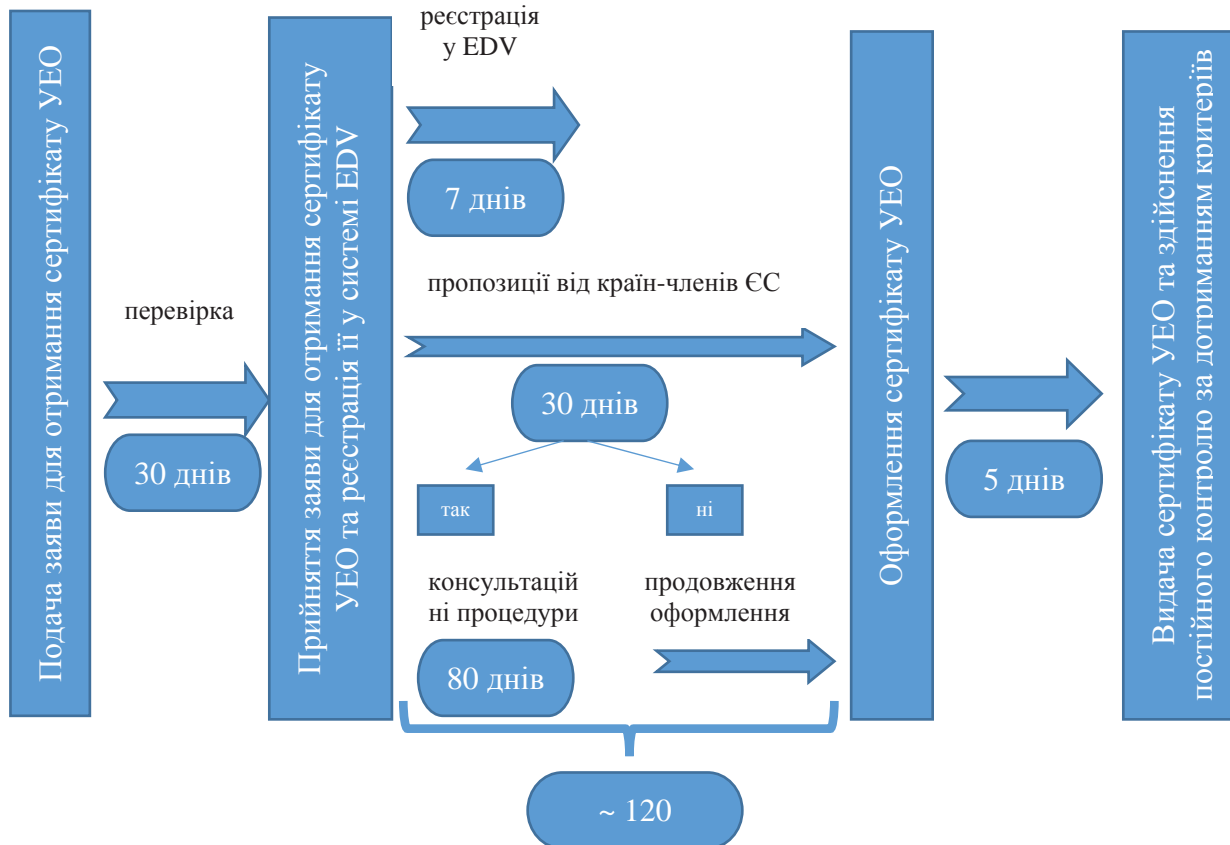 Подача заяви для отримання сертифікату УЕО
перевірка
30 днів
Прийняття заяви для отримання сертифікату
УЕО та реєстрація її у системі EDV
реєстрація
у EDV
7 днів
пропозиції від країн-членів ЄС
30 днів
так
ні
консультацій
ні процедури
80 днів
продовження
оформлення
~ 120
Оформлення сертифікату УЕО
5 днів
Видача сертифікату УЕО та здійснення
постійного контролю за дотриманням критеріїв